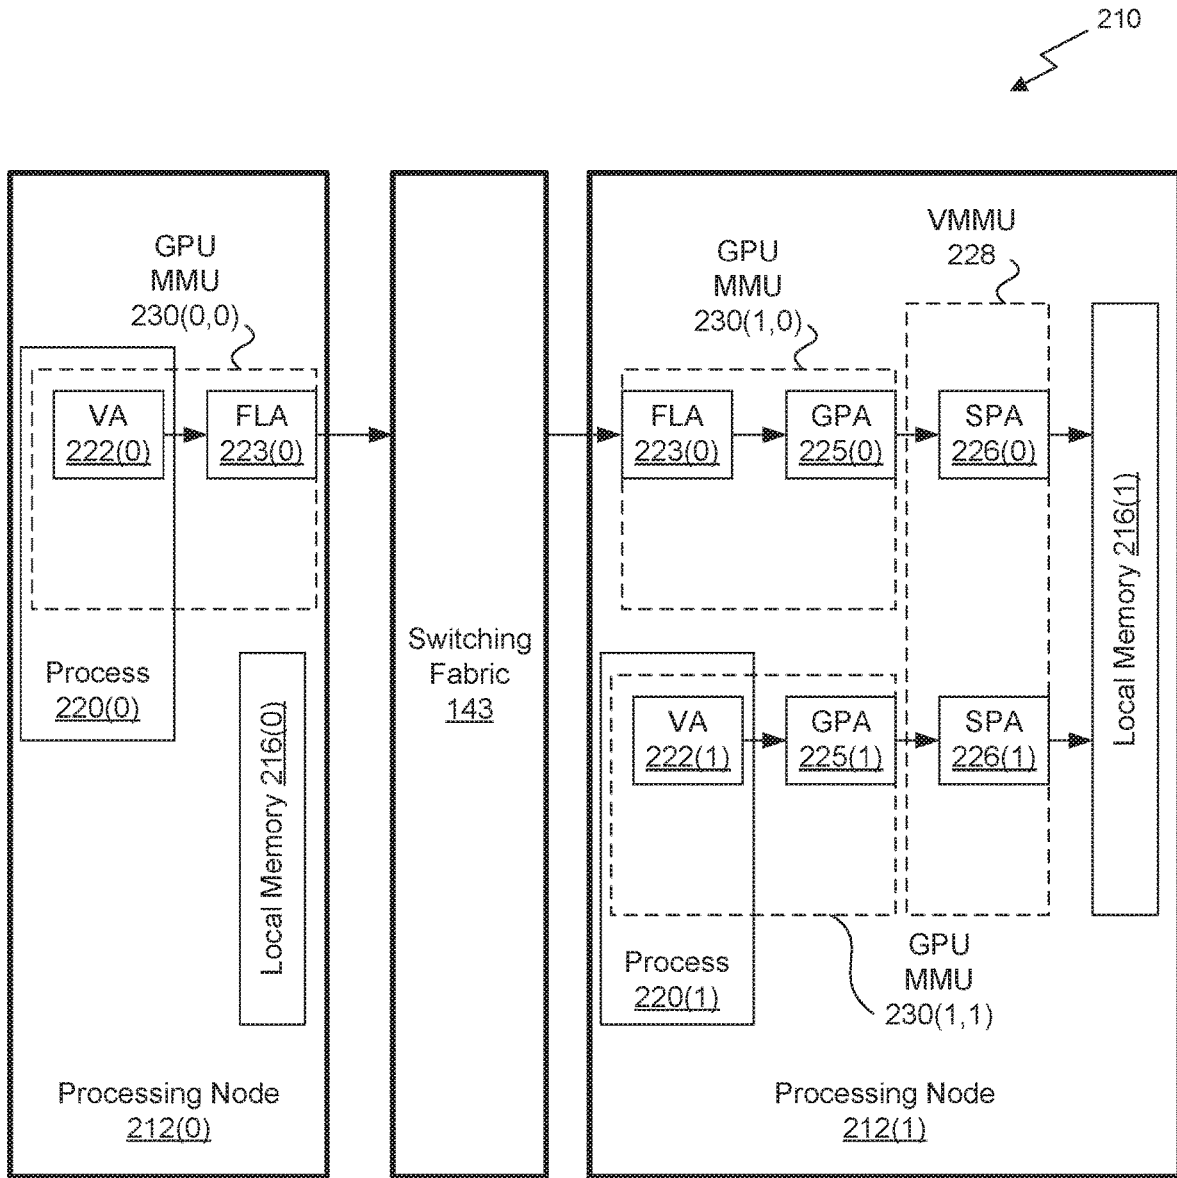 210
GPU
MMU
230(0,0)
VA
222(0)
FLA
223(0)
Process
220(0)
Local Memory 216(0)
Processing Node
212(0)
Switching
Fabric
143
GPU
MMU
230(1,0)
VMMU
228
FLA
223(0)
GPA
225(0)
SPA
226(0)
Local Memory 216(1)
VA
222(1)
GPA
225(1)
SPA
226(1)
Process
220(1)
GPU
MMU
230(1,1)
Processing Node
212(1)